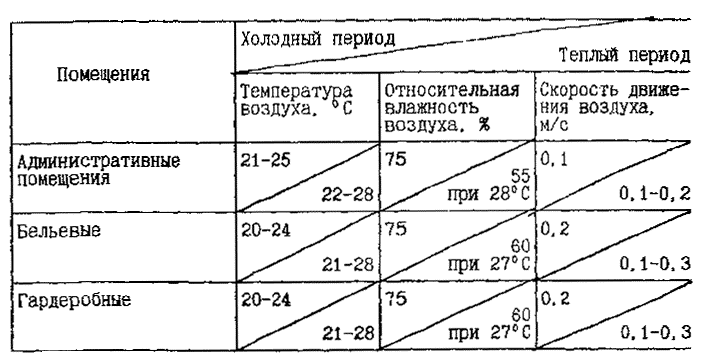 Холодный период
Теплый период
Помещения
Температура воздуха, °C
Относительная влажность воздуха, %
Скорость движе-
ния воздуха,
м/с
Административные
помещения
21-25
22-28
75
55
при 28°C
0,1
0,1-0,2
Бельевые
20-24
21-28
75
60
при 27°C
0,2
0,1-0,3
Гардеробные
20-24
21-28
75
60
при 27°C
0,2
0,1-0,3